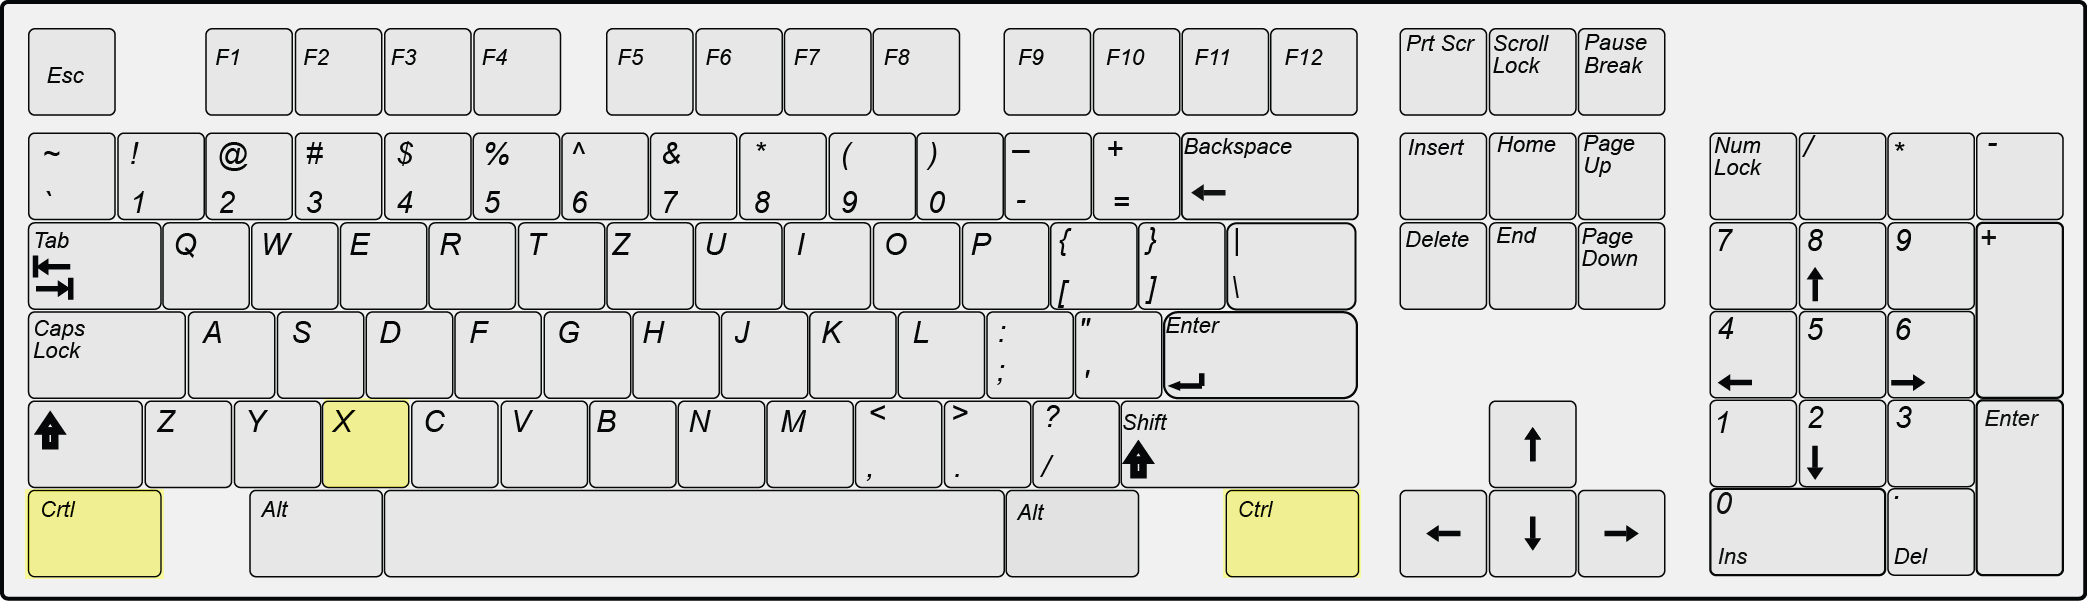 Esc F1 F2 F3 F4 F5 F6 F7 F8 F9 F10 F11 F12 Prt Scr Scroll Pause
Lock Break
~ ! @ # $ % ^ & * ( ) – + Backspace Insert Home Page Num / * -
Up Lock
` 1 2 3 4 5 6 7 8 9 0 - =
Tab Q W E R T Z U I O P { } | Delete End Page 7 8 9 +
Down
[ ] \
Caps A S D F G H J K L : " Enter 4 5 6
Lock
; '
Z Y X C V B N M < > ? Shift 1 2 3 Enter
, . /
Crtl Alt Alt Ctrl 0 .
Ins Del